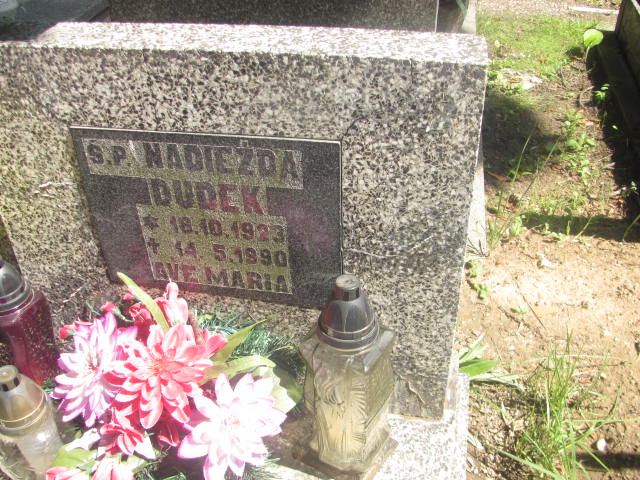 Ś.P. NADIEŻDA
DUDEK
* 18.10.1923
+ 14.5.1990
AVE MARIA